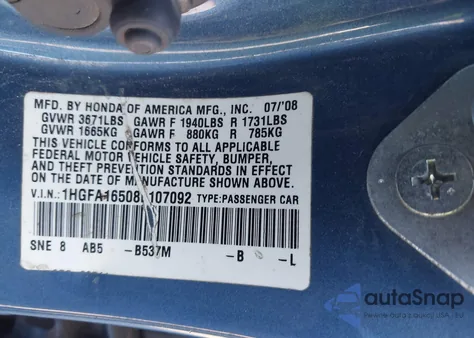 MFD. BY HONDA OF AMERICA MFG., INC. 07/'08
GVWR 3671LBS GAWR F 1940LBS R 1731LBS
GVWR 1665KG GAWR F 880KG R 785KG
THIS VEHICLE CONFORMS TO ALL APPLICABLE
FEDERAL MOTOR VEHICLE SAFETY, BUMPER,
AND THEFT PREVENTION STANDARDS IN EFFECT
ON THE DATE OF MANUFACTURE SHOWN ABOVE.
V.I.N.: TYPE:PASSENGER CAR
SNE 8 AB5 -B537M -B -L
autoSnap